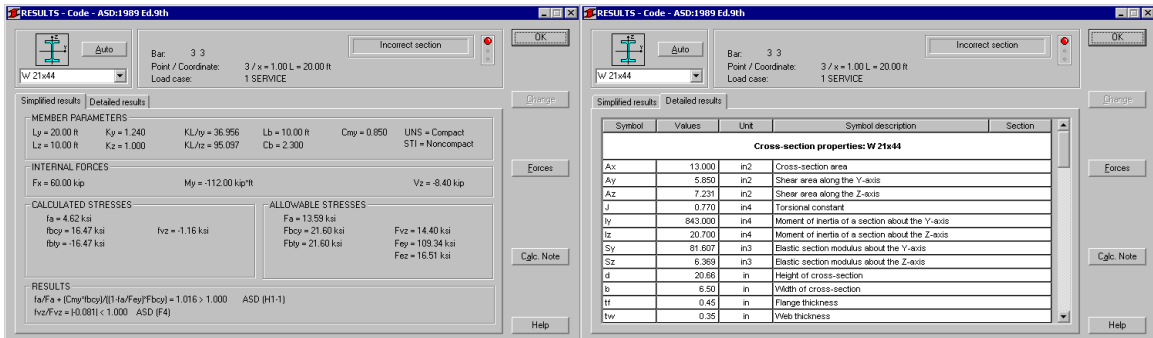 RESULTS - Code - ASD:1989 Ed.9th
z
y
Auto
W 21x44
Bar: 3 3
Point / Coordinate: 3 / x = 1.00 L = 20.00 ft
Load case: 1 SERVICE
Incorrect section
OK
Change
Forces
Calc. Note
Help
Simplified results Detailed results
MEMBER PARAMETERS
Ly = 20.00 ft Ky = 1.240 KL/ry = 36.956 Lb = 10.00 ft Cmy = 0.850 UNS = Compact
Lz = 10.00 ft Kz = 1.000 KL/rz = 95.097 Cb = 2.300 STI = Noncompact
INTERNAL FORCES
Fx = 60.00 kip My = -112.00 kip*ft Vz = -8.40 kip
CALCULATED STRESSES
fa = 4.62 ksi
fbcy = 16.47 ksi fvz = -1.16 ksi
fbty = -16.47 ksi
ALLOWABLE STRESSES
Fa = 13.59 ksi
Fbcy = 21.60 ksi Fvz = 14.40 ksi
Fbty = 21.60 ksi Fey = 109.34 ksi
Fez = 16.51 ksi
RESULTS
fa/Fa + (Cmy*fbcy)/((1-fa/Fey)*Fbcy) = 1.016 > 1.000 ASD (H1-1)
fvz/Fvz = |-0.081| < 1.000 ASD (F4)
RESULTS - Code - ASD:1989 Ed.9th
z
y
Auto
W 21x44
Bar: 3 3
Point / Coordinate: 3 / x = 1.00 L = 20.00 ft
Load case: 1 SERVICE
Incorrect section
OK
Change
Forces
Calc. Note
Help
Simplified results Detailed results
Symbol Values Unit Symbol description Section
Cross-section properties: W 21x44
Ax 13.000 in2 Cross-section area
Ay 5.850 in2 Shear area along the Y-axis
Az 7.231 in2 Shear area along the Z-axis
J 0.770 in4 Torsional constant
Iy 843.000 in4 Moment of inertia of a section about the Y-axis
Iz 20.700 in4 Moment of inertia of a section about the Z-axis
Sy 81.607 in3 Elastic section modulus about the Y-axis
Sz 6.369 in3 Elastic section modulus about the Z-axis
d 20.66 in Height of cross-section
b 6.50 in Width of cross-section
tf 0.45 in Flange thickness
tw 0.35 in Web thickness